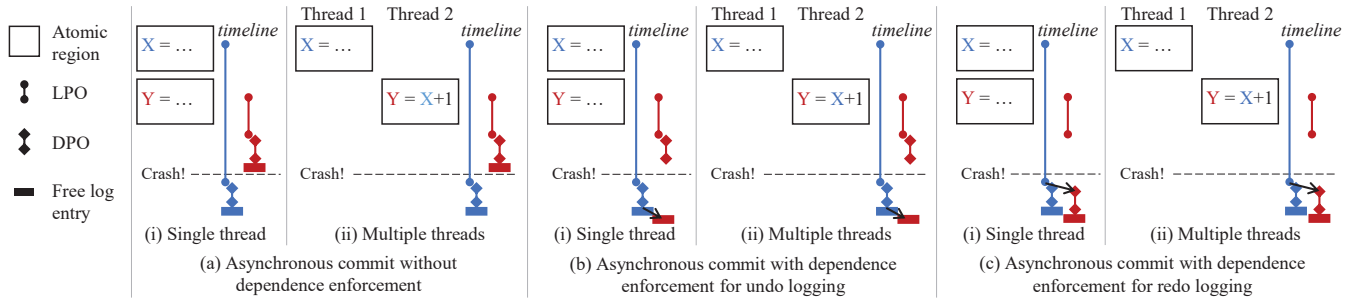 Atomic
region
LPO
DPO
Free log
entry
X = …
Y = …
timeline
Crash!
(i) Single thread
Thread 1 Thread 2
X = …
Y = X+1
timeline
Crash!
(ii) Multiple threads
(a) Asynchronous commit without
dependence enforcement
X = …
Y = …
timeline
Crash!
(i) Single thread
Thread 1 Thread 2
X = …
Y = X+1
timeline
(ii) Multiple threads
(b) Asynchronous commit with dependence
enforcement for undo logging
X = …
Y = …
timeline
Crash!
(i) Single thread
Thread 1 Thread 2
X = …
Y = X+1
timeline
Crash!
(ii) Multiple threads
(c) Asynchronous commit with dependence
enforcement for redo logging